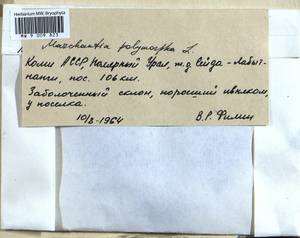 Herbarium MW, Bryophyta
MW 9 009 823
Marchantia polymorpha L.
Коми АССР Полярный Урал, ж.д. Сейда - Лабыт-
нанги, пос. 106 км.
Заболоченный склон, поросший ивняком,
у поселка.
10/8-1964 В.Р. Филин